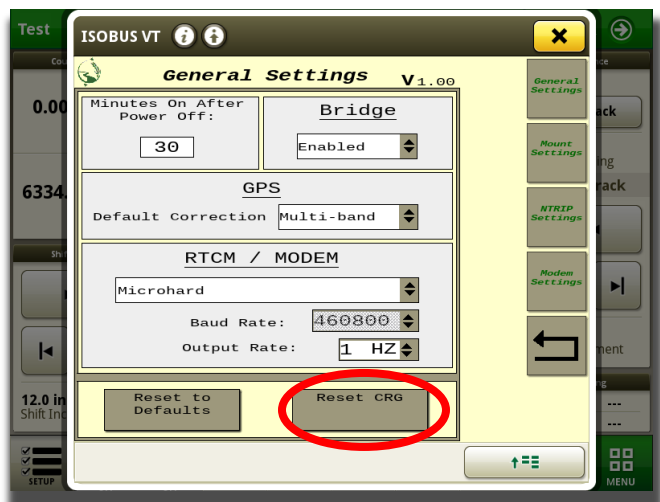 Test
ISOBUS VT
General Settings V1.00
Minutes On After
Power Off:
30
Bridge
Enabled
GPS
Default Correction Multi-band
RTCM / MODEM
Microhard
Baud Rate: 460800
Output Rate: 1 HZ
Reset to
Defaults
Reset CRG
General
Settings
Mount
Settings
NTRIP
Settings
Modem
Settings
0.00
6334.
12.0 in
Shift Inc
SETUP
ack
ing
rack
ment
ng
---
---
MENU